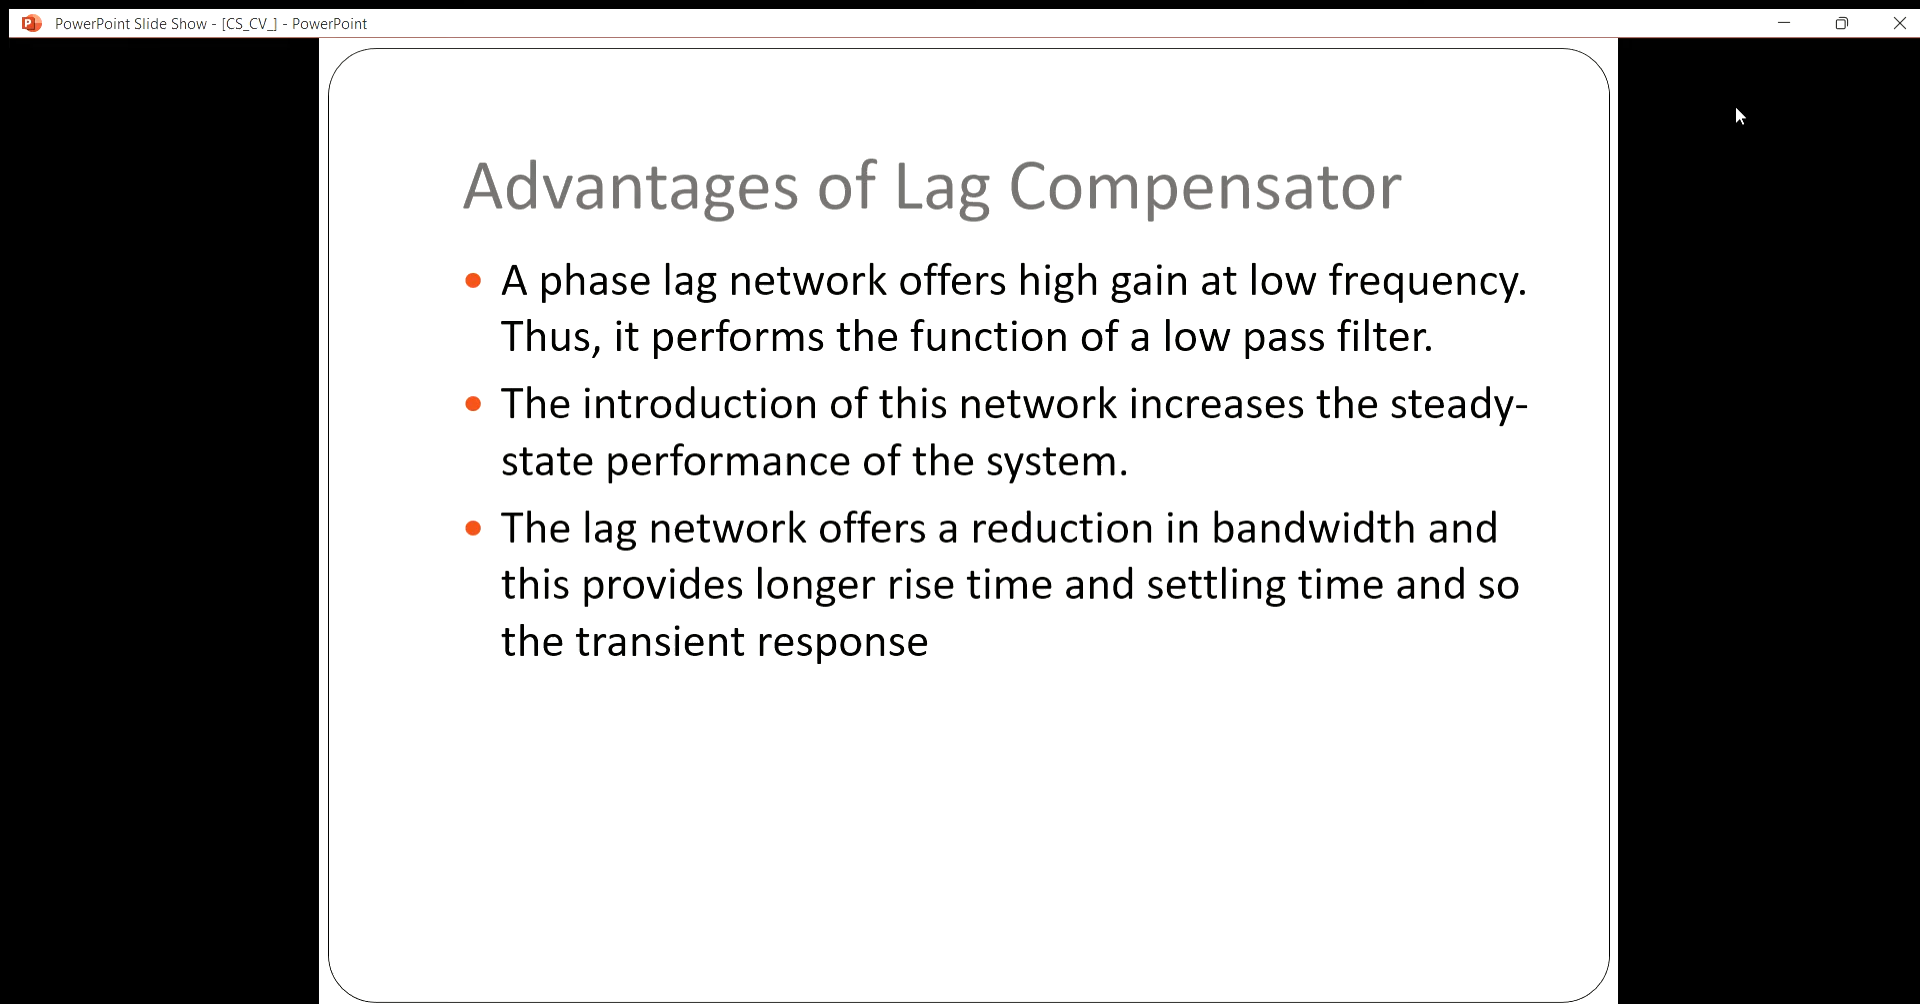 PowerPoint Slide Show - [CS_CV_] - PowerPoint
Advantages of Lag Compensator
• A phase lag network offers high gain at low frequency.
Thus, it performs the function of a low pass filter.
• The introduction of this network increases the steady-
state performance of the system.
• The lag network offers a reduction in bandwidth and
this provides longer rise time and settling time and so
the transient response